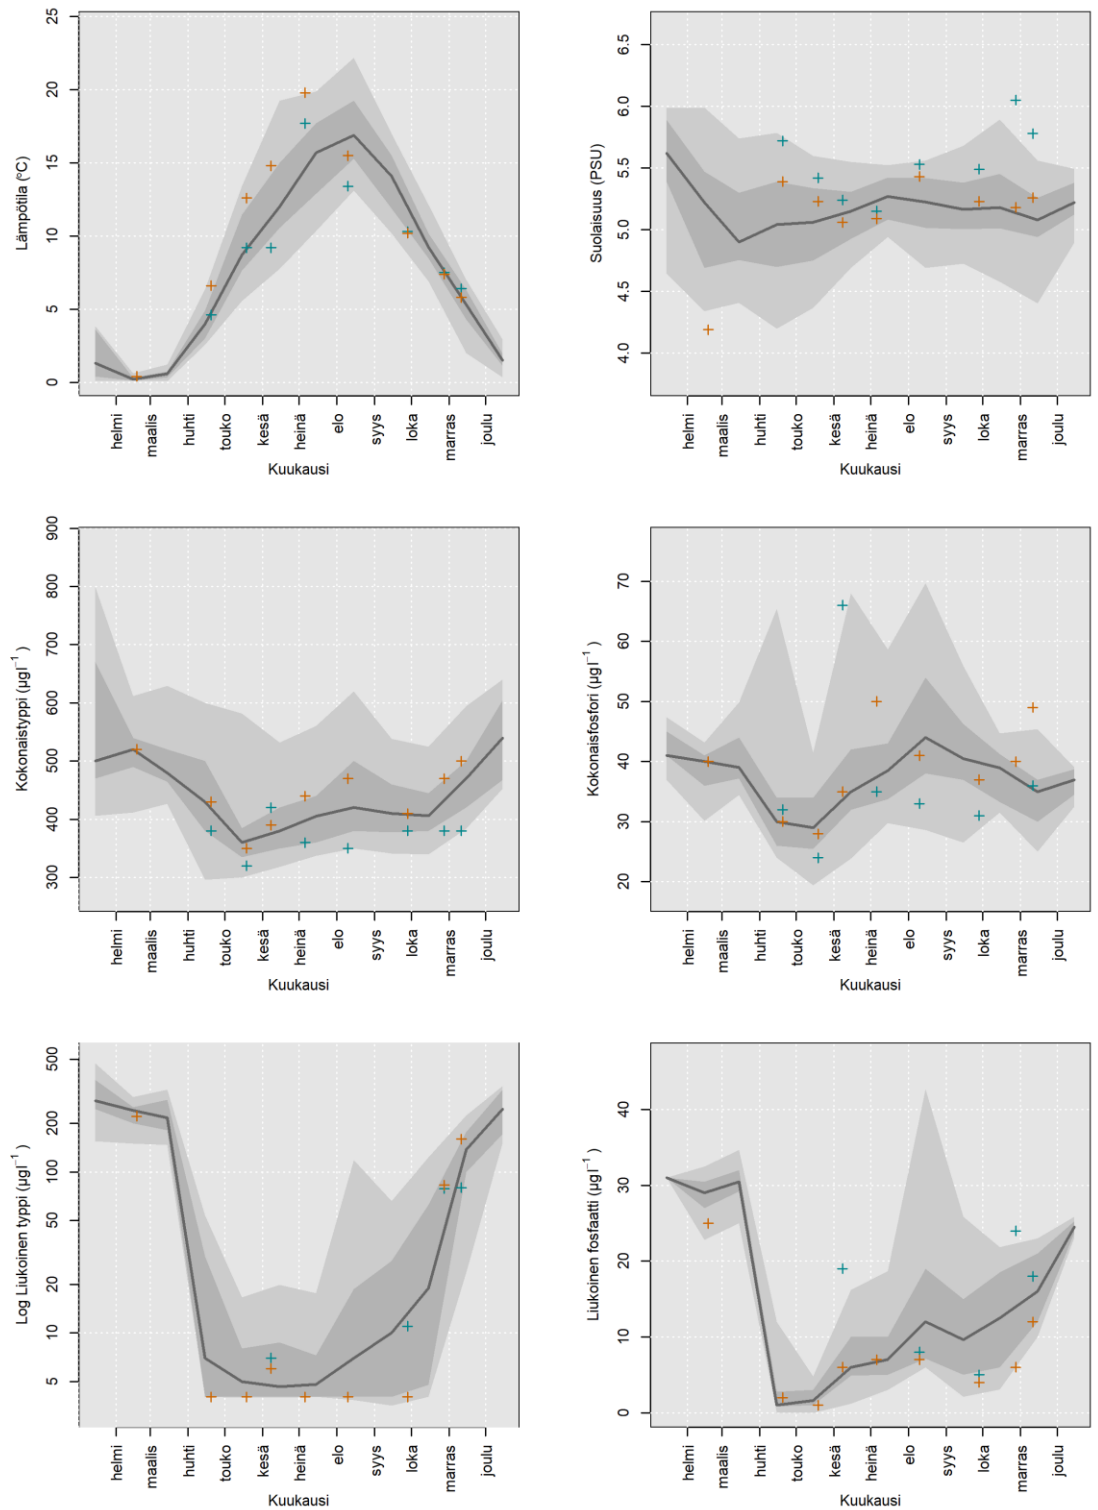 25
20
15
10
5
0
Lämpötila (°C)
helmi
maalis
huhti
touko
kesä
heinä
elo
syys
loka
marras
joulu
Kuukausi
6.5
6.0
5.5
5.0
4.5
4.0
Suolaisuus (PSU)
helmi
maalis
huhti
touko
kesä
heinä
elo
syys
loka
marras
joulu
Kuukausi
900
800
700
600
500
400
300
Kokonaistyppi (µgl⁻¹ )
helmi
maalis
huhti
touko
kesä
heinä
elo
syys
loka
marras
joulu
Kuukausi
70
60
50
40
30
20
Kokonaisfosfori (µgl⁻¹ )
helmi
maalis
huhti
touko
kesä
heinä
elo
syys
loka
marras
joulu
Kuukausi
500
200
100
50
20
10
5
Log Liukoinen typpi (µgl⁻¹ )
helmi
maalis
huhti
touko
kesä
heinä
elo
syys
loka
marras
joulu
Kuukausi
40
30
20
10
0
Liukoinen fosfaatti (µgl⁻¹ )
helmi
maalis
huhti
touko
kesä
heinä
elo
syys
loka
marras
joulu
Kuukausi